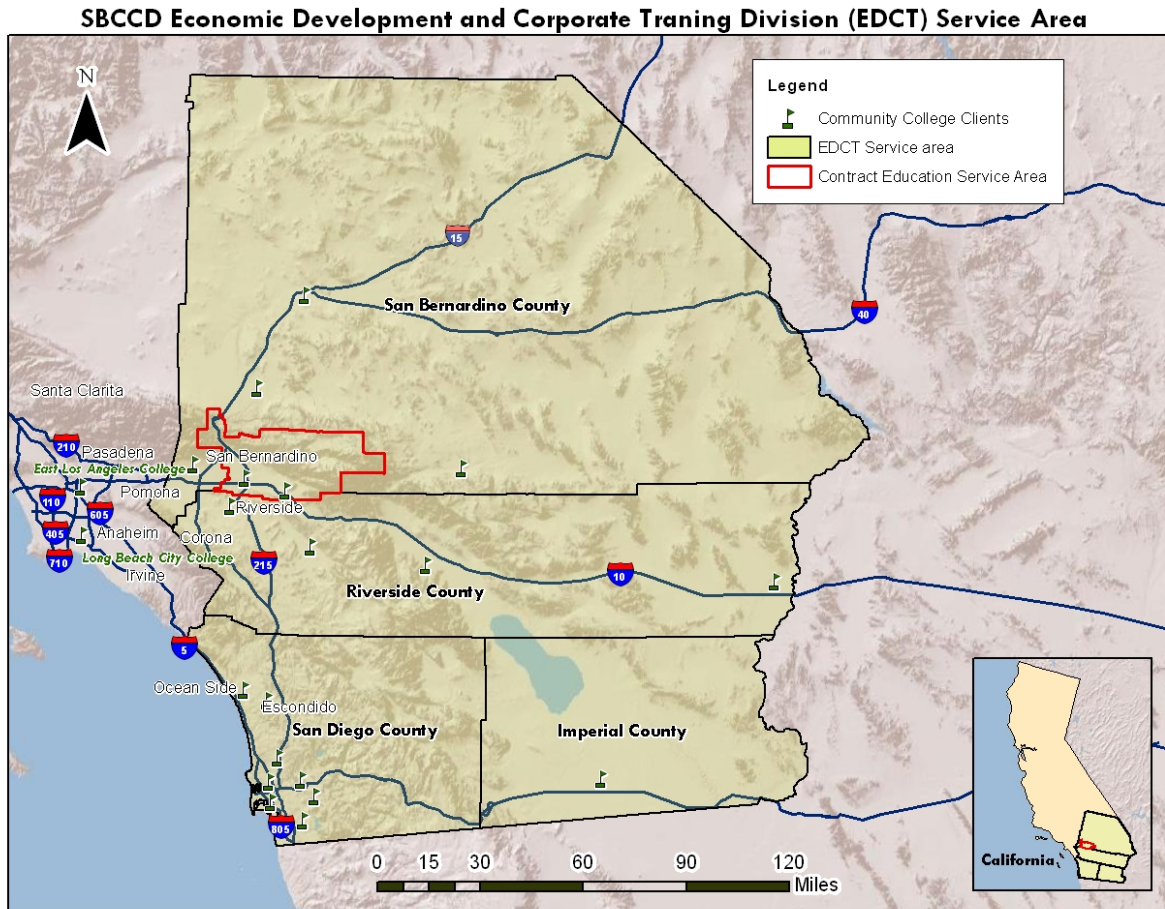 SBCCD Economic Development and Corporate Traning Division (EDCT) Service Area
N
Legend
Community College Clients
EDCT Service area
Contract Education Service Area
15
San Bernardino County
40
Santa Clarita
210
Pasadena
San Bernardino
East Los Angeles College
Pomona
110
605
Riverside
405
Anaheim
Corona
710
Long Beach City College
215
Irvine
10
Riverside County
5
Ocean Side
Escondido
San Diego County
Imperial County
805
California
0 15 30 60 90 120
Miles